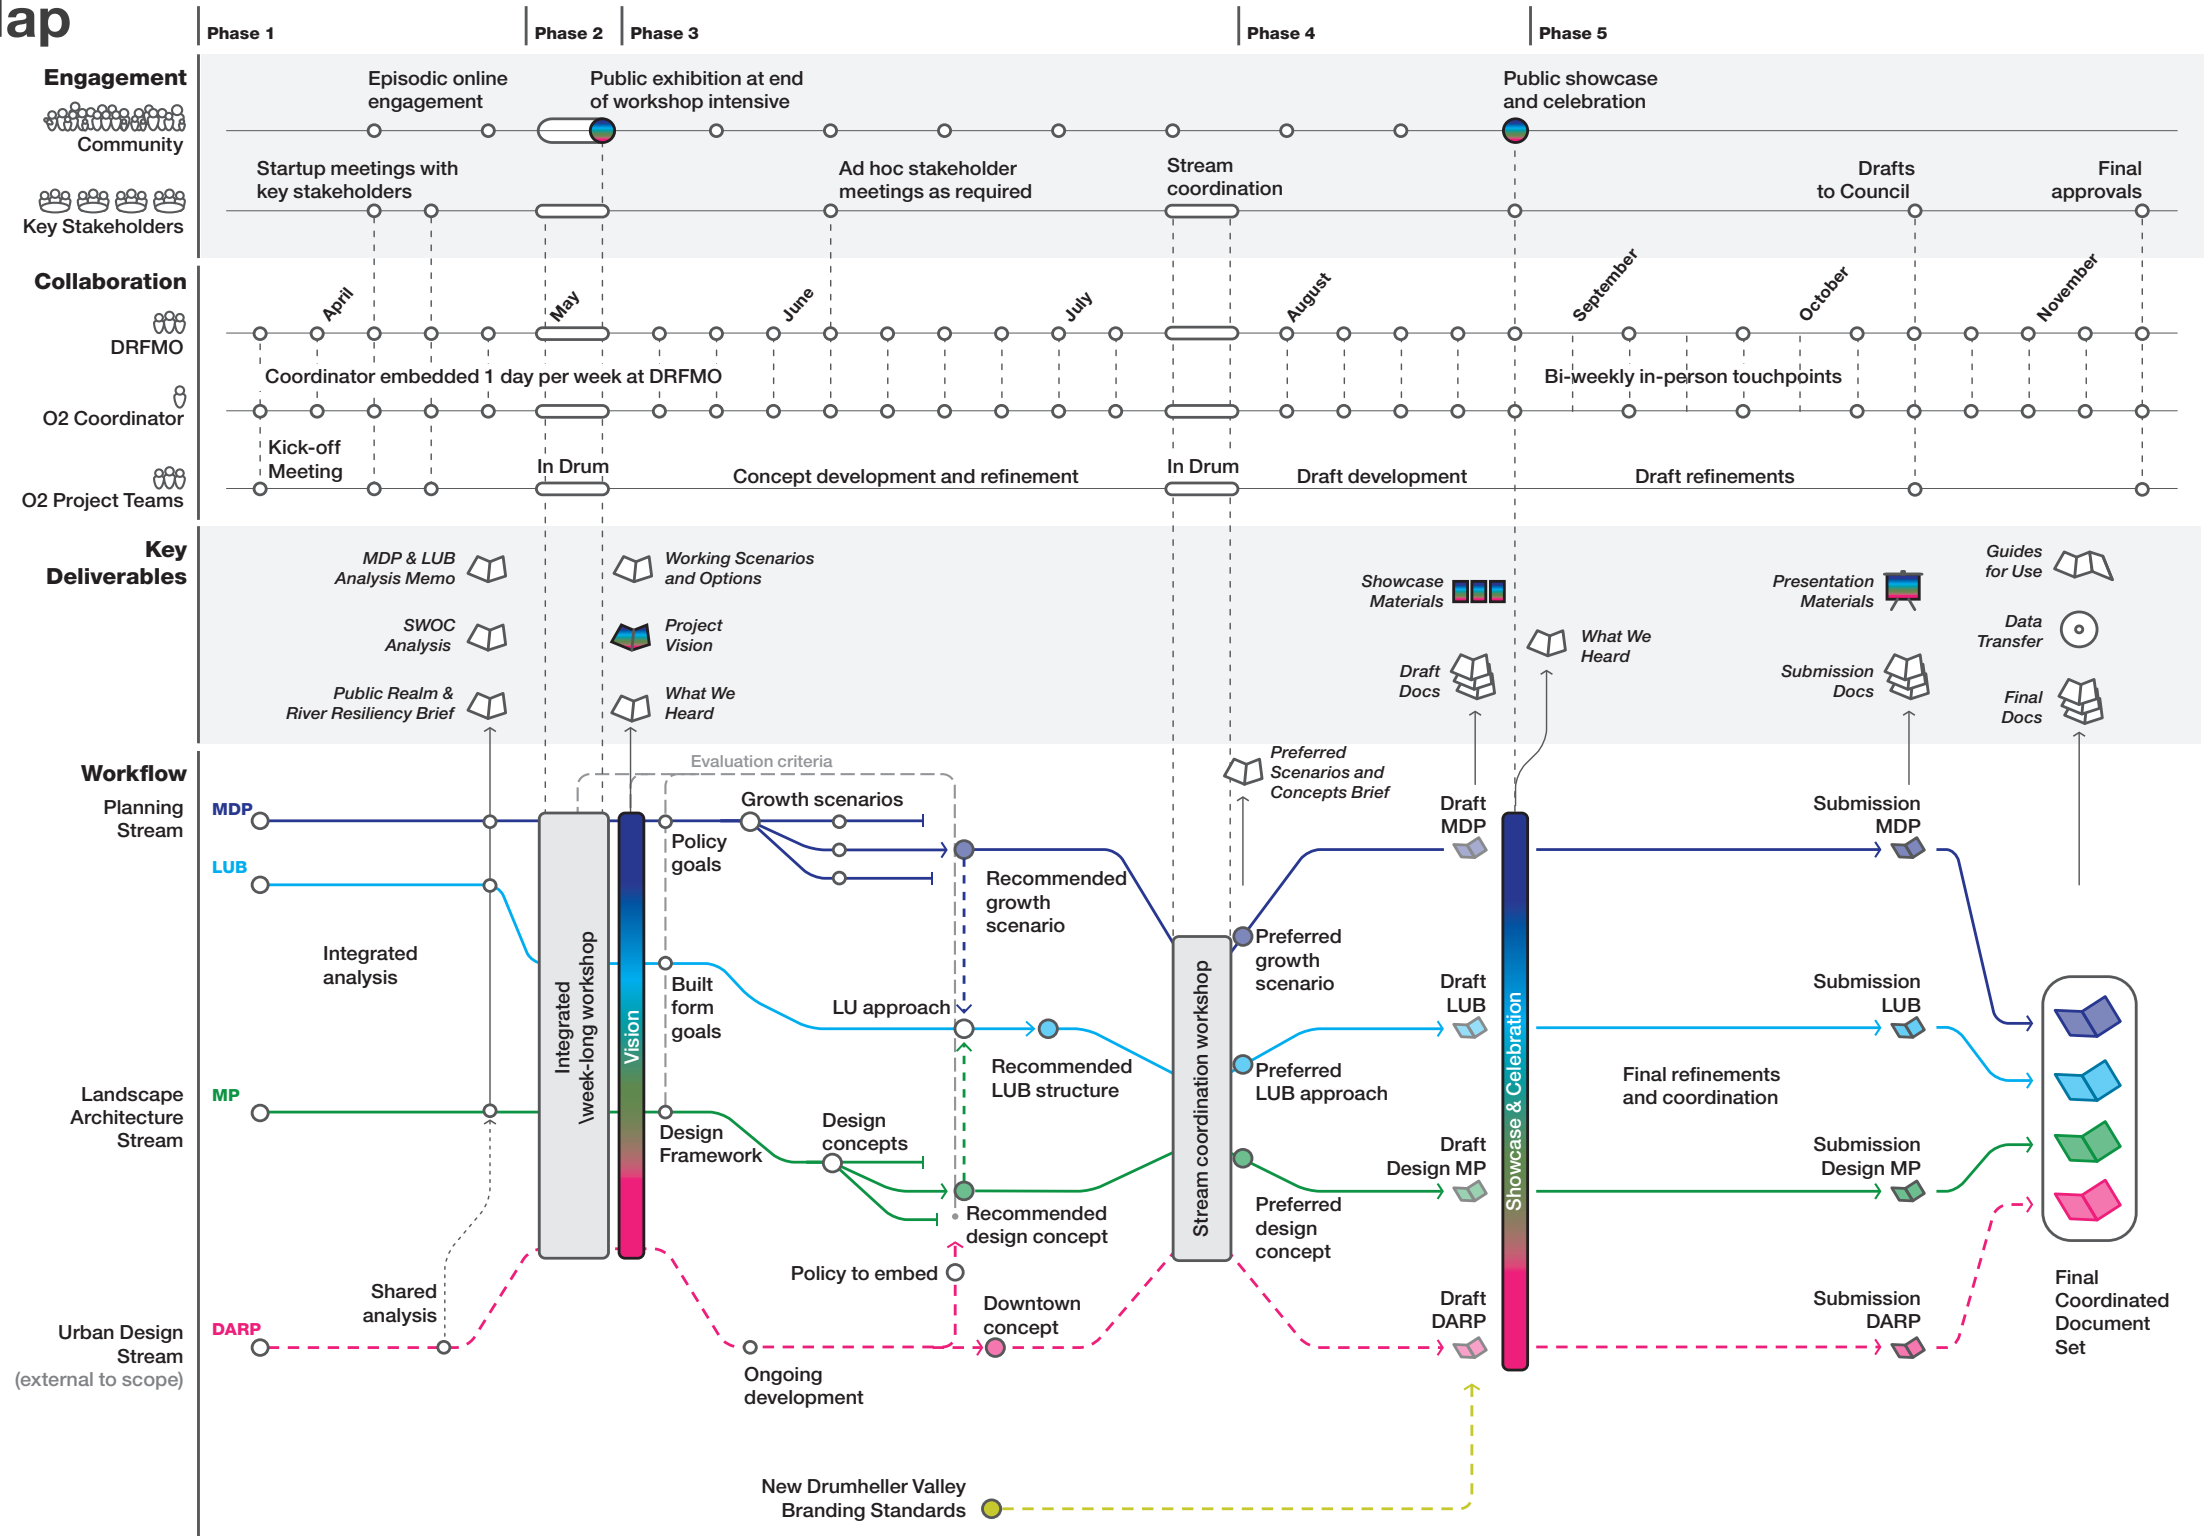 ap
Phase 1
Phase 2
Phase 3
Phase 4
Phase 5
Engagement
Community
Key Stakeholders
Episodic online
engagement
Public exhibition at end
of workshop intensive
Public showcase
and celebration
Startup meetings with
key stakeholders
Ad hoc stakeholder
meetings as required
Stream
coordination
Drafts
to Council
Final
approvals
Collaboration
DRFMO
O2 Coordinator
O2 Project Teams
April
May
June
July
August
September
October
November
Coordinator embedded 1 day per week at DRFMO
Bi-weekly in-person touchpoints
Kick-off
Meeting
In Drum
Concept development and refinement
In Drum
Draft development
Draft refinements
Key
Deliverables
MDP & LUB
Analysis Memo
SWOC
Analysis
Public Realm &
River Resiliency Brief
Working Scenarios
and Options
Project
Vision
What We
Heard
Showcase
Materials
Draft
Docs
What We
Heard
Presentation
Materials
Submission
Docs
Guides
for Use
Data
Transfer
Final
Docs
Preferred
Scenarios and
Concepts Brief
Workflow
Planning
Stream
Landscape
Architecture
Stream
Urban Design
Stream
(external to scope)
MDP
LUB
MP
DARP
Integrated
analysis
Shared
analysis
Integrated
\week-long workshop
Vision
Evaluation criteria
Growth scenarios
Policy
goals
Built
form
goals
Design
Framework
Recommended
growth
scenario
LU approach
Recommended
LUB structure
Design
concepts
Recommended
design concept
Policy to embed
Downtown
concept
Ongoing
development
Stream coordination workshop
Preferred
growth
scenario
Preferred
LUB approach
Preferred
design
concept
Draft
MDP
Draft
LUB
Draft
Design MP
Draft
DARP
Showcase & Celebration
Final refinements
and coordination
Submission
MDP
Submission
LUB
Submission
Design MP
Submission
DARP
Final
Coordinated
Document
Set
New Drumheller Valley
Branding Standards